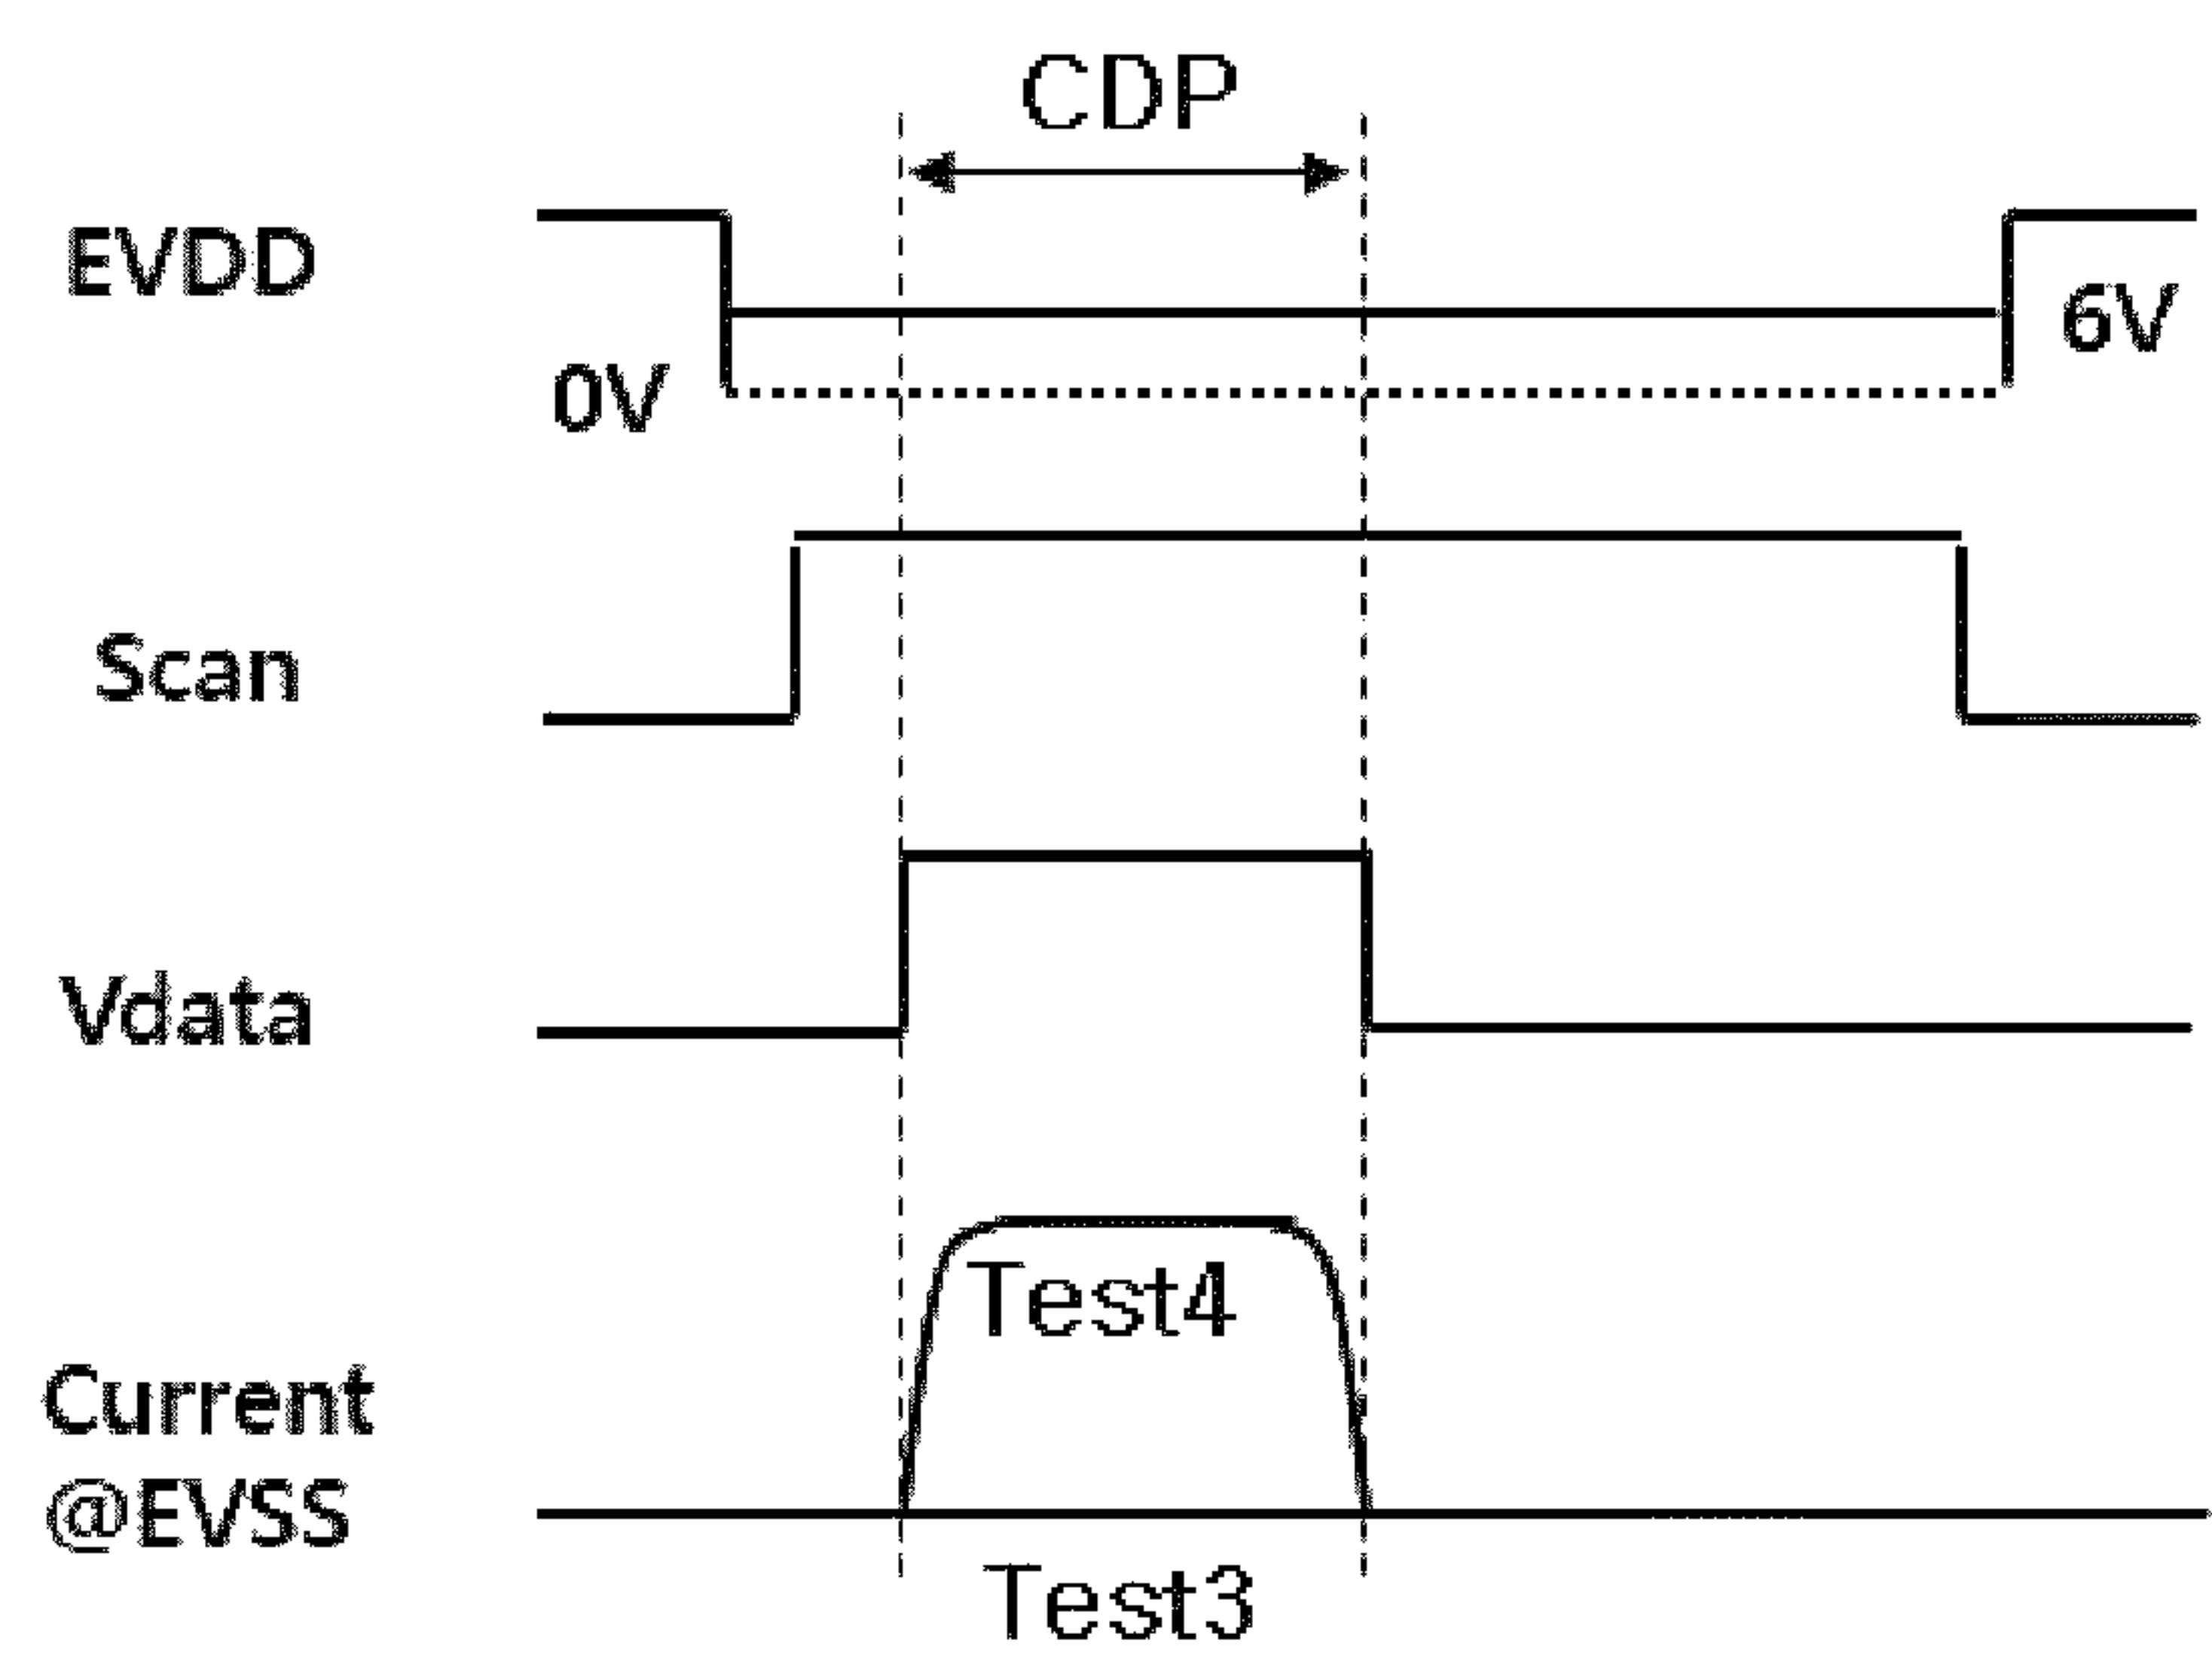 CDP
EVDD
6V
0V
Scan
Vdata
Test4
Current
@EVSS
Test3